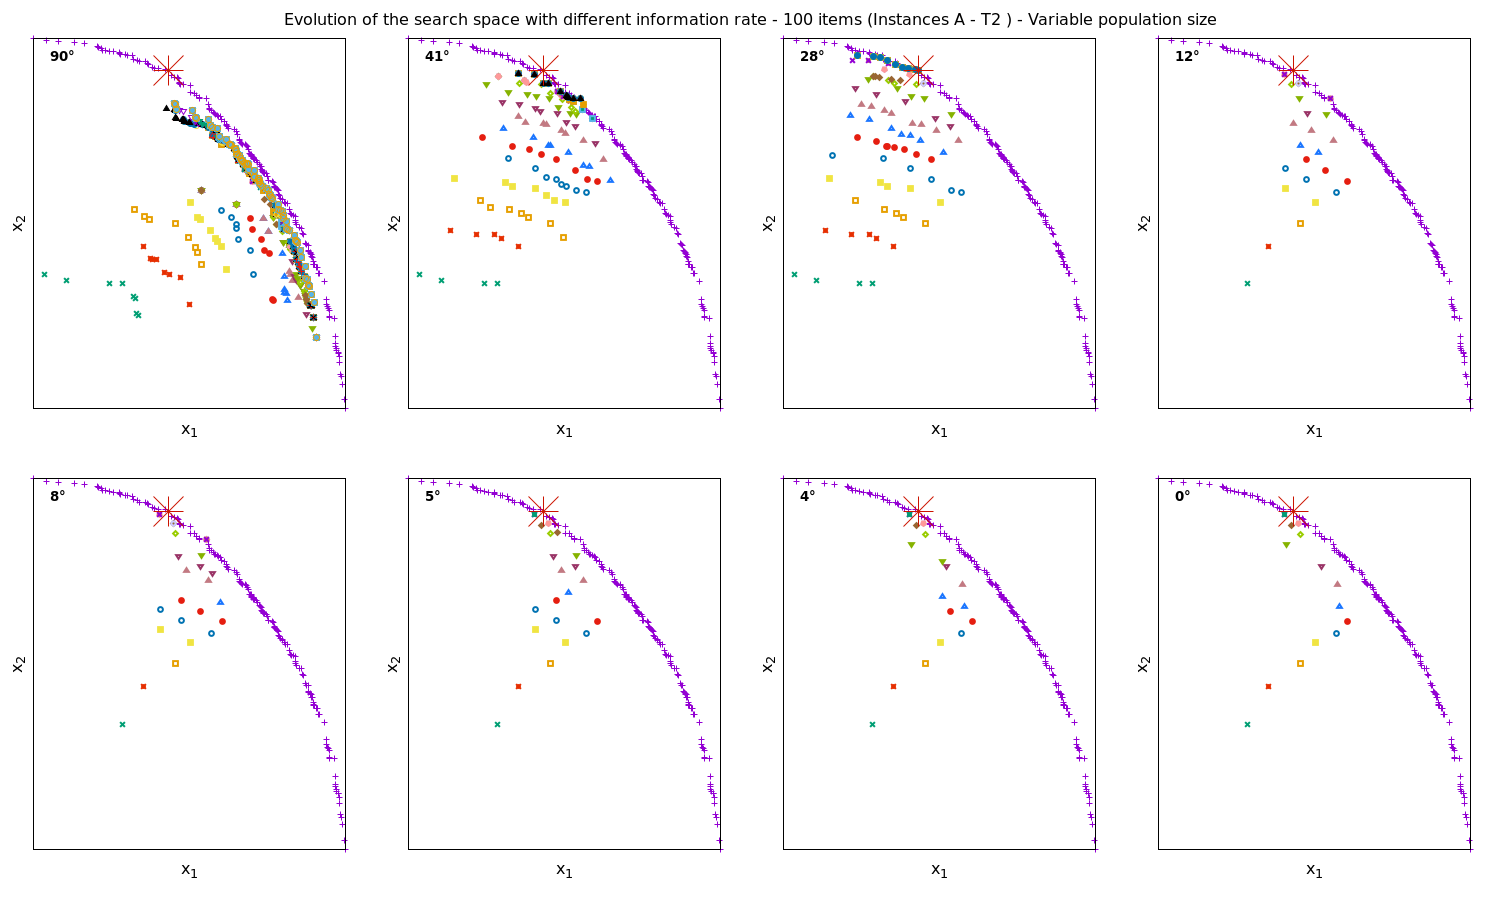 Evolution of the search space with different information rate - 100 items (Instances A - T2 ) - Variable population size
90°
41°
28°
12°
x2
x2
x2
x2
x1
x1
x1
x1
8°
5°
4°
0°
x2
x2
x2
x2
x1
x1
x1
x1